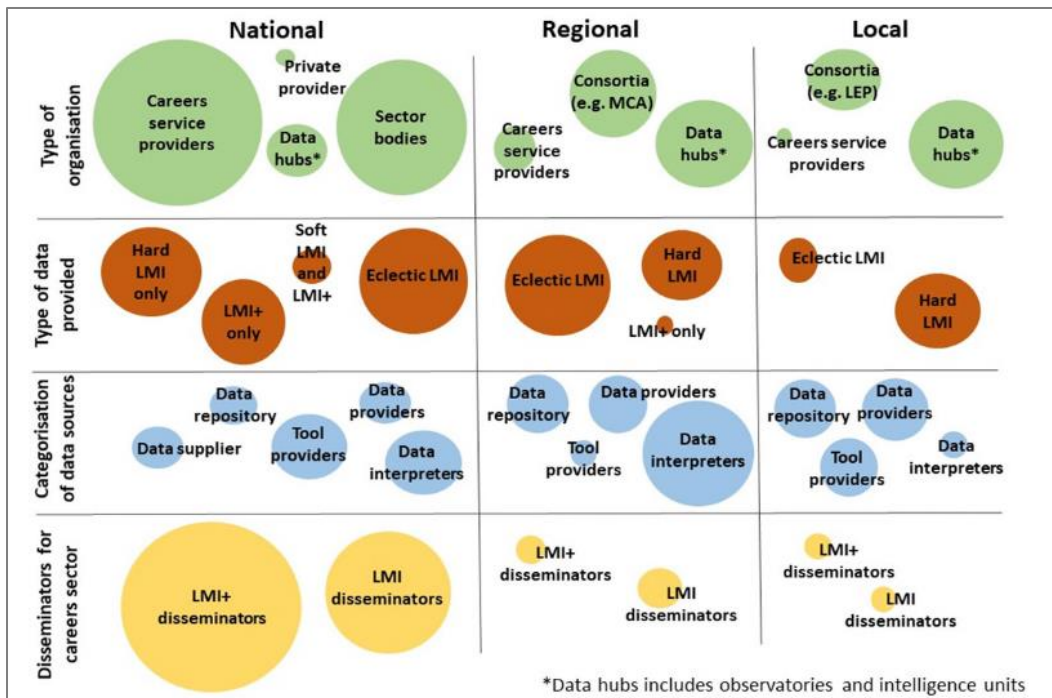 National
Regional
Local
Type of
organisation
Careers
service
providers
Private
provider
Data
hubs*
Sector
bodies
Consortia
(e.g. MCA)
Careers
service
providers
Data
hubs*
Consortia
(e.g. LEP)
Careers service
providers
Data
hubs*
Type of data
provided
Hard
LMI
only
LMI+
only
Soft
LMI
and
LMI+
Eclectic LMI
Eclectic LMI
Hard
LMI
LMI+ only
Eclectic LMI
Hard
LMI
Categorisation
of data sources
Data
repository
Data supplier
Tool
providers
Data
providers
Data
interpreters
Data
repository
Data providers
Tool
providers
Data
interpreters
Data
repository
Data
providers
Tool
providers
Data
interpreters
Disseminators for
careers sector
LMI+
disseminators
LMI
disseminators
LMI+
disseminators
LMI
disseminators
LMI+
disseminators
LMI
disseminators
*Data hubs includes observatories and intelligence units